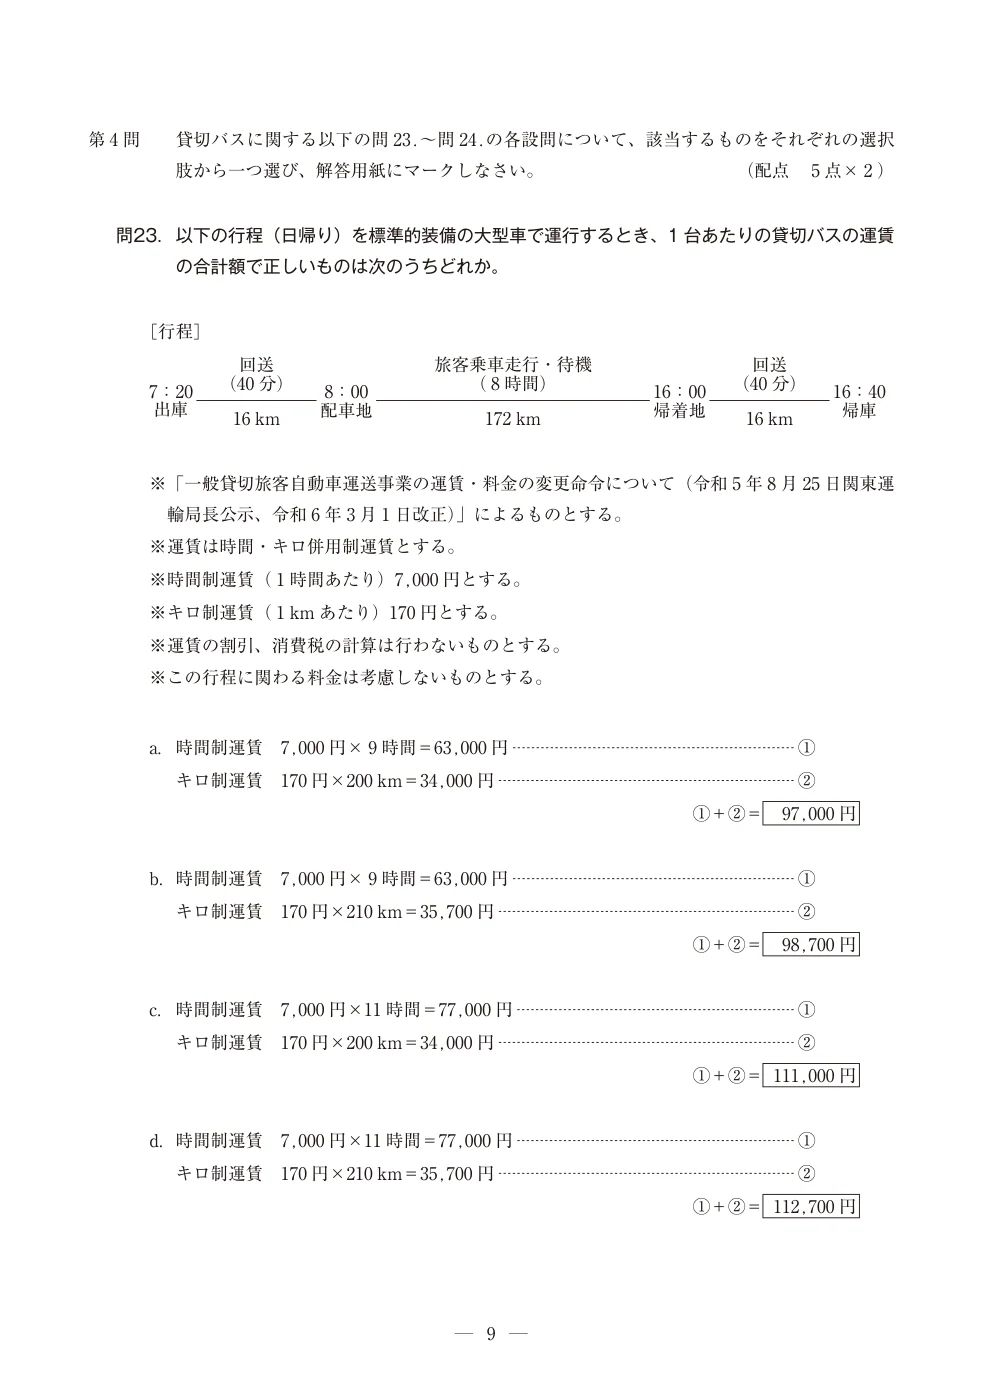 第4問 貸切バスに関する以下の問23.～問24.の各設問について、該当するものをそれぞれの選択
肢から一つ選び、解答用紙にマークしなさい。 （配点 5点×2）
問23. 以下の行程（日帰り）を標準的装備の大型車で運行するとき、1台あたりの貸切バスの運賃
の合計額で正しいものは次のうちどれか。
［行程］
回送 旅客乗車走行・待機 回送
（40分） （8時間） （40分）
7：20 8：00 16：00 16：40
出庫 配車地 帰着地 帰庫
16 km 172 km 16 km
※「一般貸切旅客自動車運送事業の運賃・料金の変更命令について（令和5年8月25日関東運
輸局長公示、令和6年3月1日改正）」によるものとする。
※運賃は時間・キロ併用制運賃とする。
※時間制運賃（1時間あたり）7,000円とする。
※キロ制運賃（1kmあたり）170円とする。
※運賃の割引、消費税の計算は行わないものとする。
※この行程に関わる料金は考慮しないものとする。
a. 時間制運賃 7,000円×9時間＝63,000円 ①
キロ制運賃 170円×200 km＝34,000円 ②
①＋②＝ 97,000円
b. 時間制運賃 7,000円×9時間＝63,000円 ①
キロ制運賃 170円×210 km＝35,700円 ②
①＋②＝ 98,700円
c. 時間制運賃 7,000円×11時間＝77,000円 ①
キロ制運賃 170円×200 km＝34,000円 ②
①＋②＝ 111,000円
d. 時間制運賃 7,000円×11時間＝77,000円 ①
キロ制運賃 170円×210 km＝35,700円 ②
①＋②＝ 112,700円
― 9 ―